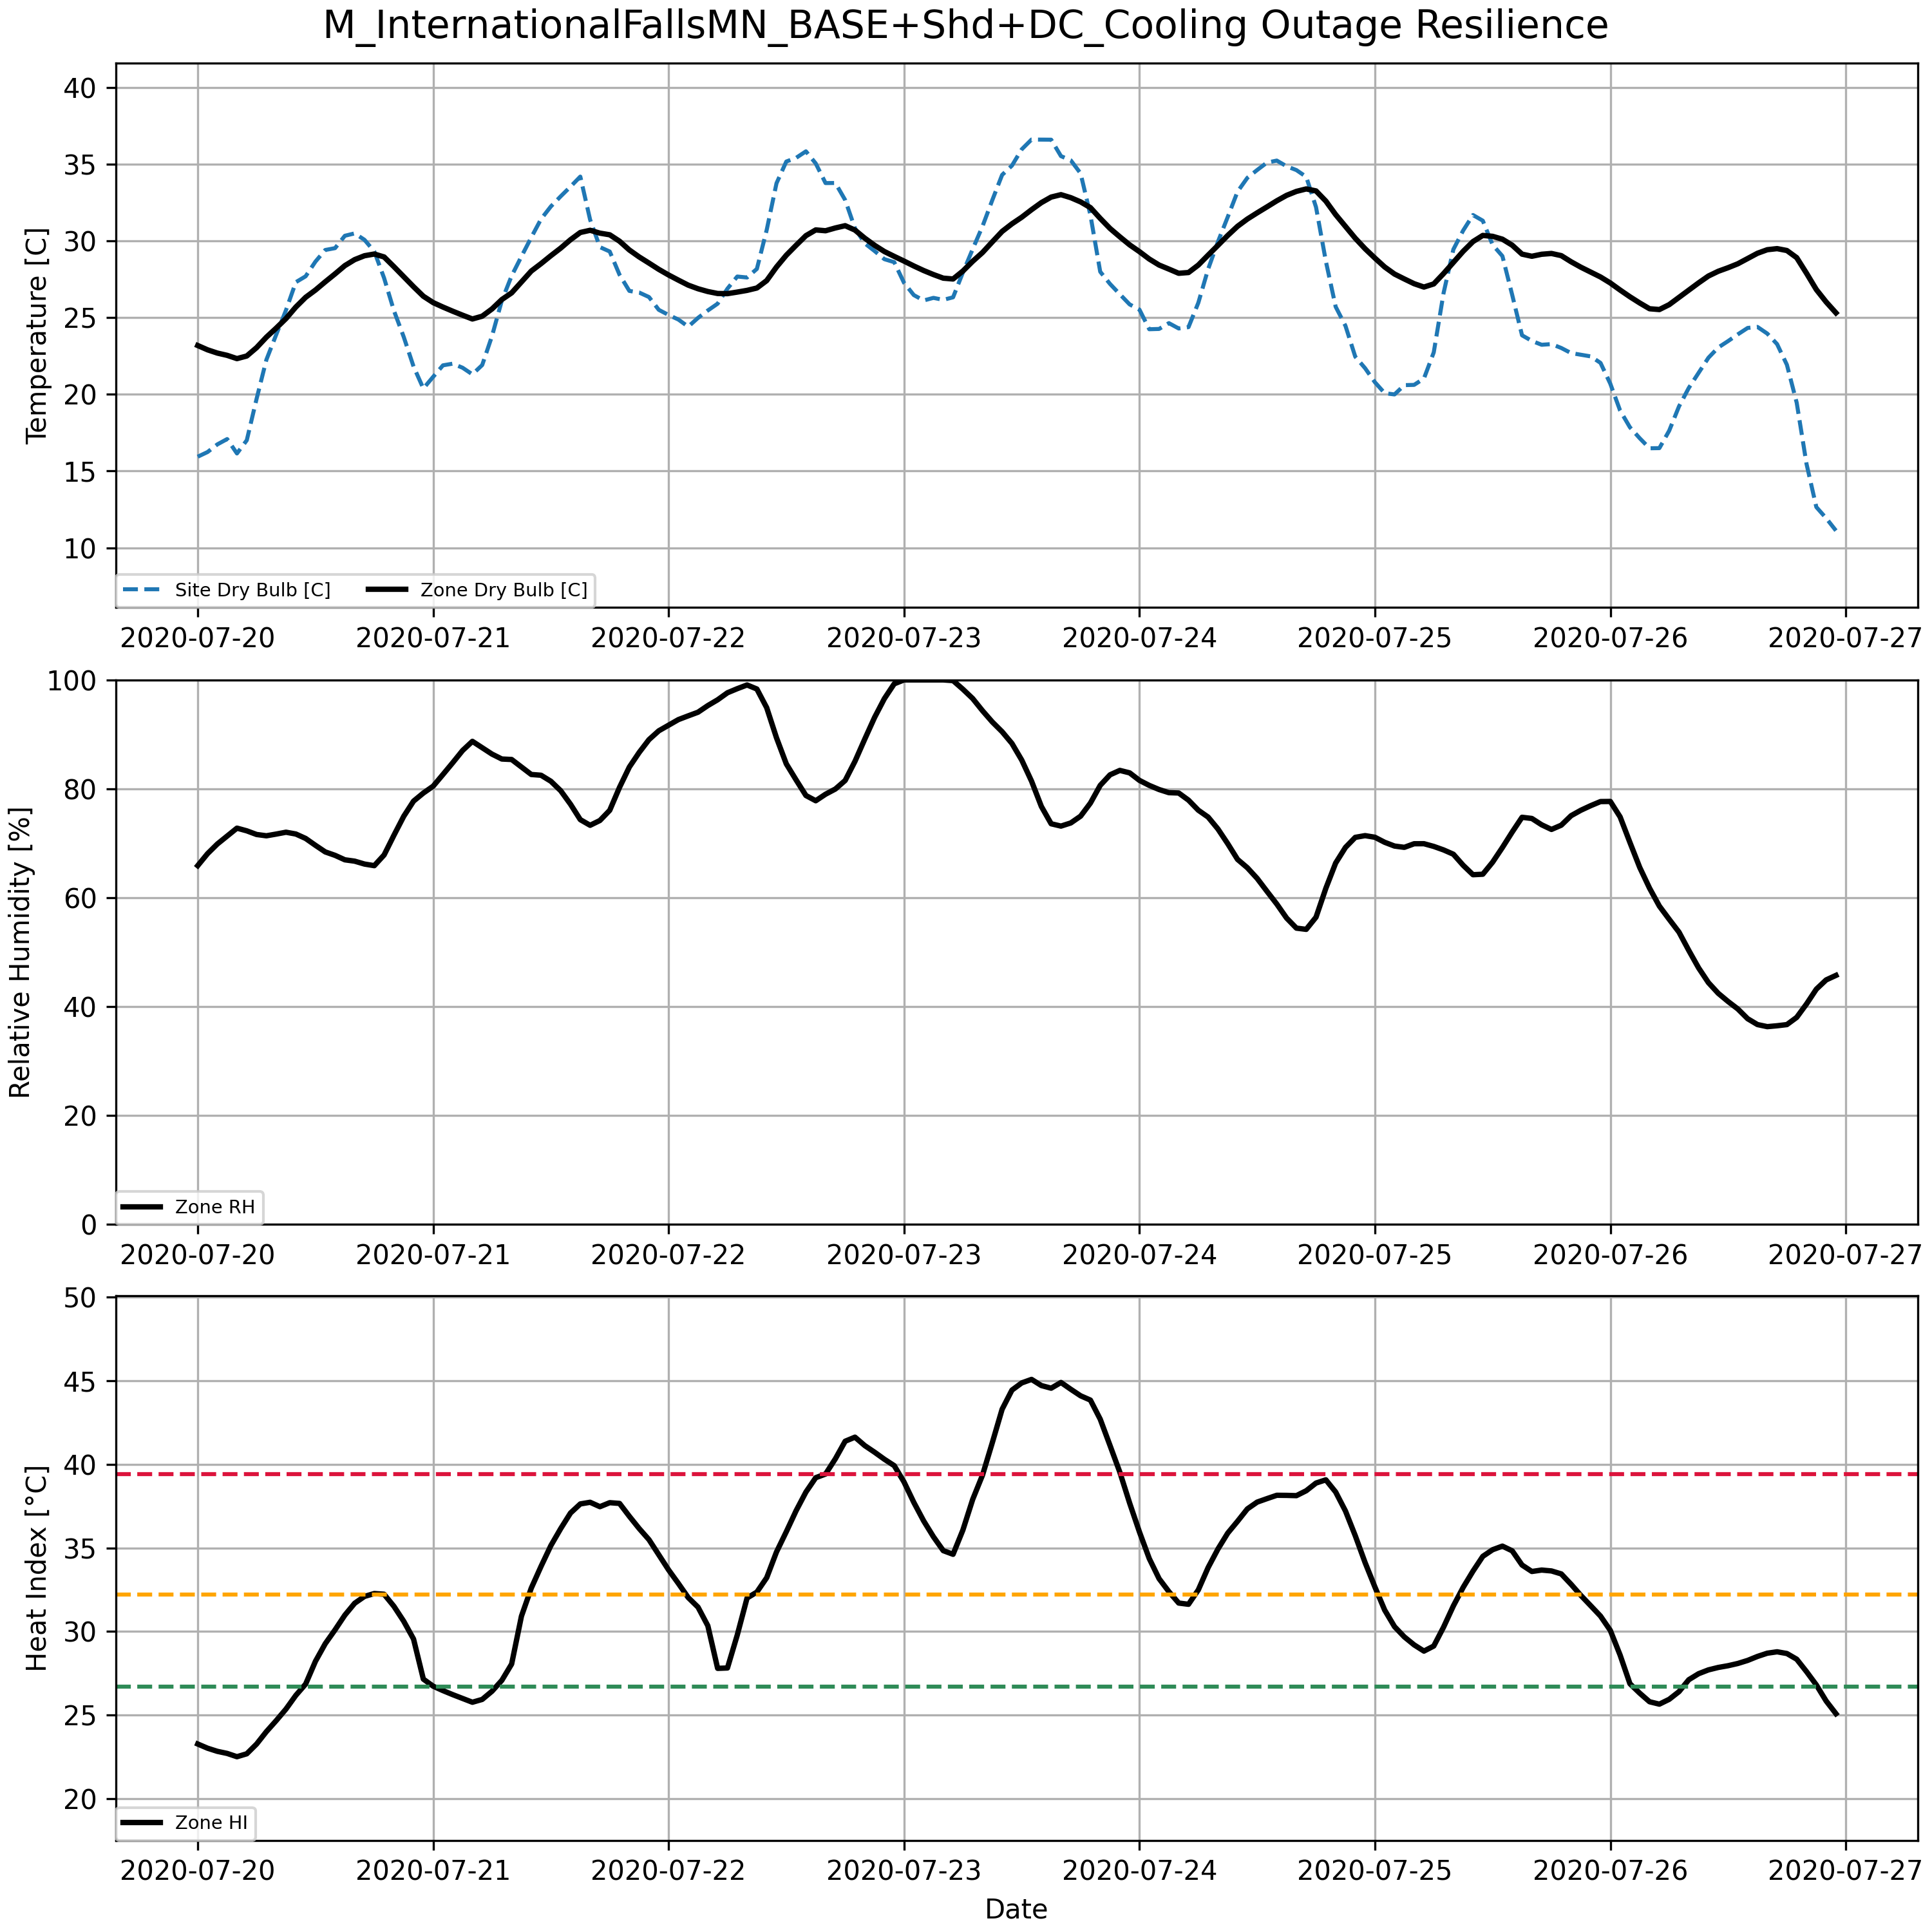 M_InternationalFallsMN_BASE+Shd+DC_Cooling Outage Resilience
40
35
30
25
20
15
10
Temperature [C]
Site Dry Bulb [C] Zone Dry Bulb [C]
2020-07-20 2020-07-21 2020-07-22 2020-07-23 2020-07-24 2020-07-25 2020-07-26 2020-07-27
100
80
60
40
20
0
Relative Humidity [%]
Zone RH
2020-07-20 2020-07-21 2020-07-22 2020-07-23 2020-07-24 2020-07-25 2020-07-26 2020-07-27
50
45
40
35
30
25
20
Heat Index [°C]
Zone HI
2020-07-20 2020-07-21 2020-07-22 2020-07-23 2020-07-24 2020-07-25 2020-07-26 2020-07-27
Date